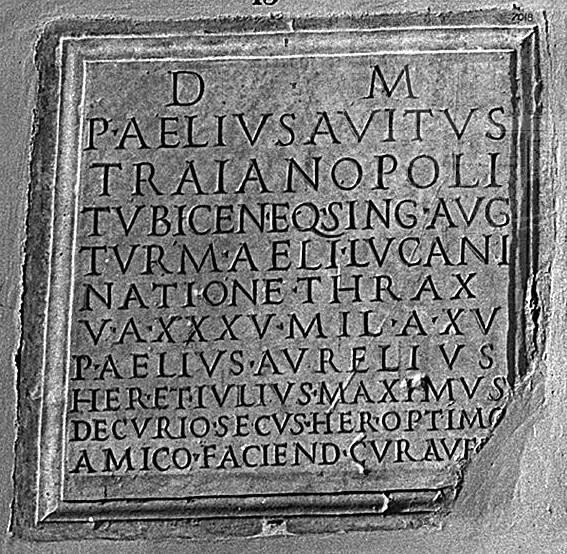 D · M
P·AELIVS AVITVS
TRAIANOPOLI
TVBICEN·EQ SING·AVG
TVRM·AELI·LVCANI
NATIONE·THRAX
V·A·XXXV·MIL·A·XV
P·AELIVS·AVRELIVS
HER·ET·IVLIVS·MAXIMVS
DECVRIO·SECVS·HER·OPTIMO
AMICO·FACIEND·CVRAVE